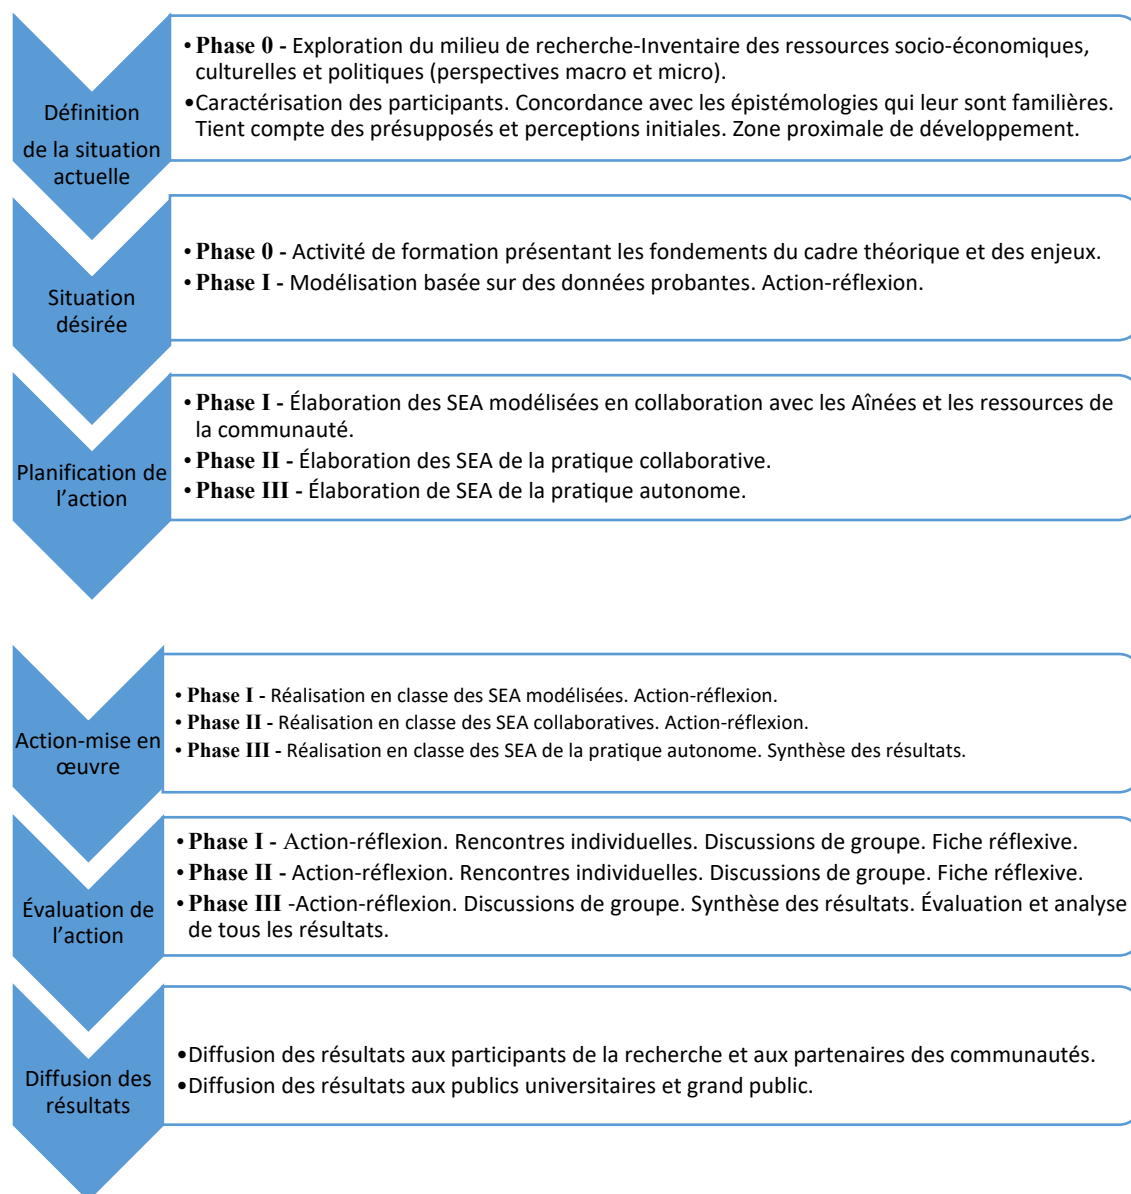 Définition
de la situation
actuelle
• Phase 0 - Exploration du milieu de recherche-Inventaire des ressources socio-économiques,
culturelles et politiques (perspectives macro et micro).
•Caractérisation des participants. Concordance avec les épistémologies qui leur sont familières.
Tient compte des présupposés et perceptions initiales. Zone proximale de développement.
Situation
désirée
• Phase 0 - Activité de formation présentant les fondements du cadre théorique et des enjeux.
• Phase I - Modélisation basée sur des données probantes. Action-réflexion.
Planification de
l’action
• Phase I - Élaboration des SEA modélisées en collaboration avec les Aînées et les ressources de
la communauté.
• Phase II - Élaboration des SEA de la pratique collaborative.
• Phase III - Élaboration de SEA de la pratique autonome.
Action-mise en
œuvre
• Phase I - Réalisation en classe des SEA modélisées. Action-réflexion.
• Phase II - Réalisation en classe des SEA collaboratives. Action-réflexion.
• Phase III - Réalisation en classe des SEA de la pratique autonome. Synthèse des résultats.
Évaluation de
l’action
• Phase I - Action-réflexion. Rencontres individuelles. Discussions de groupe. Fiche réflexive.
• Phase II - Action-réflexion. Rencontres individuelles. Discussions de groupe. Fiche réflexive.
• Phase III -Action-réflexion. Discussions de groupe. Synthèse des résultats. Évaluation et analyse
de tous les résultats.
Diffusion des
résultats
•Diffusion des résultats aux participants de la recherche et aux partenaires des communautés.
•Diffusion des résultats aux publics universitaires et grand public.